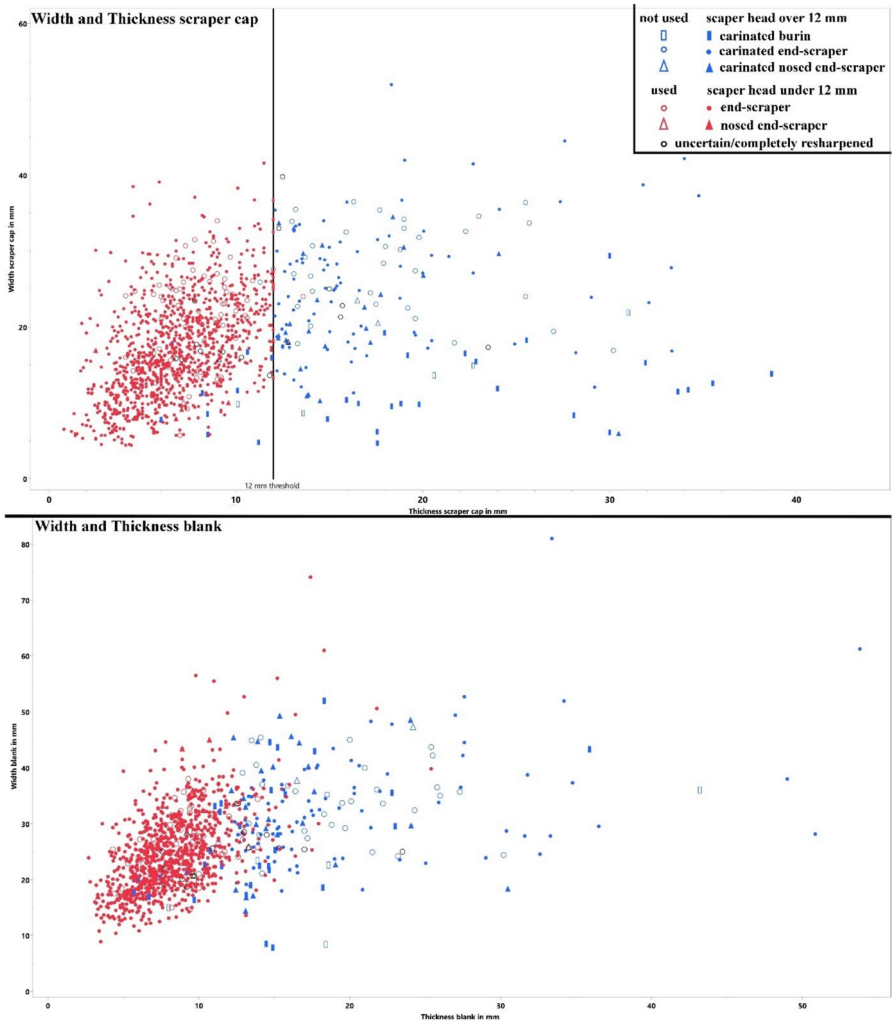 Width and Thickness scraper cap
not used scaper head over 12 mm
carinated burin
carinated end-scraper
carinated nosed end-scraper
used scaper head under 12 mm
end-scraper
nosed end-scraper
uncertain/completely resharpened
60
40
20
0
Width scraper cap in mm
12 mm threshold
0 10 20 30 40
Thickness scraper cap in mm
Width and Thickness blank
80
70
60
50
40
30
20
10
0
Width blank in mm
0 10 20 30 40 50
Thickness blank in mm